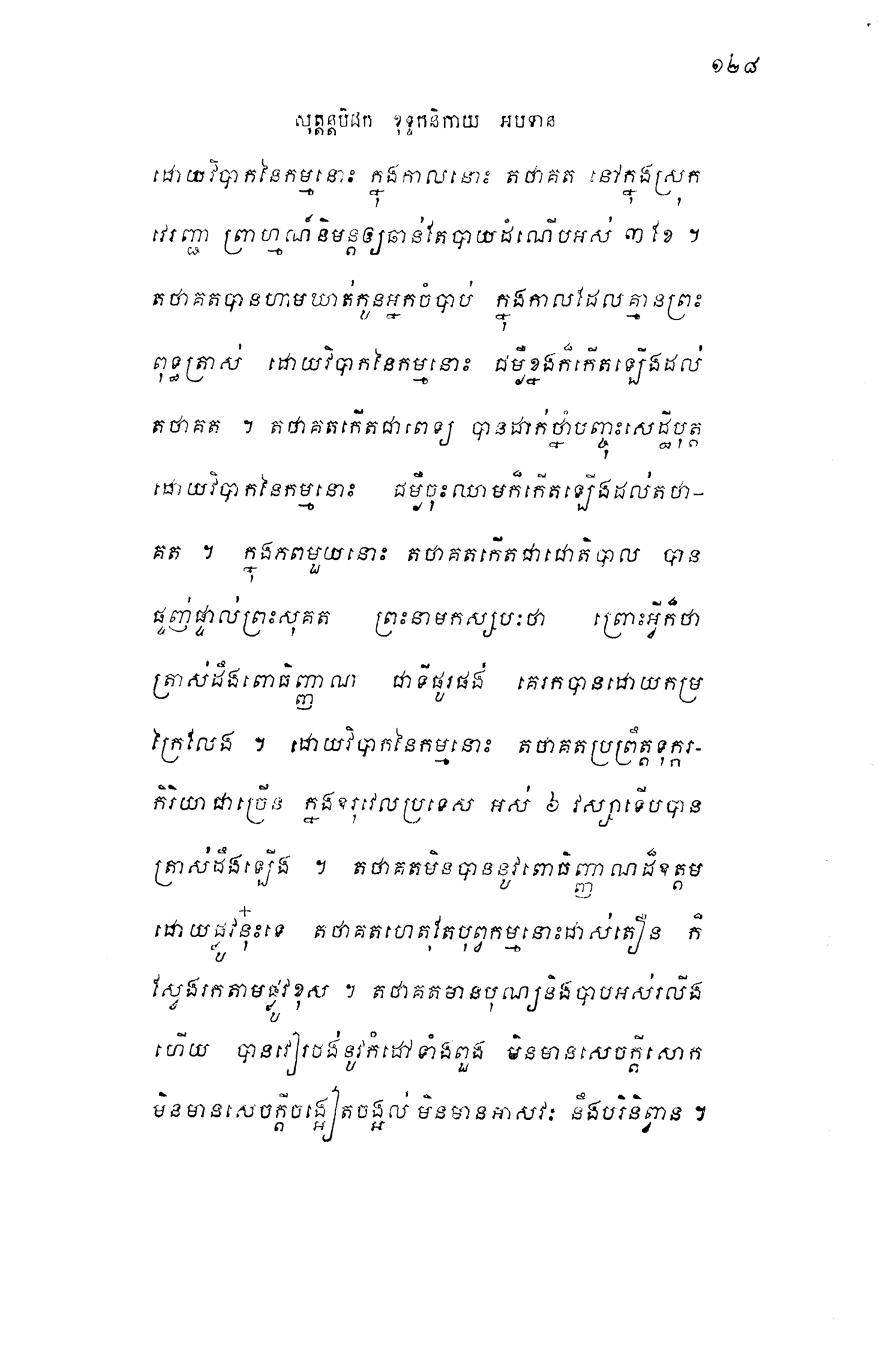 ១២៨
សុត្តន្តបិដក ខុទ្ទកនិកាយ អបទាន
ដោយវិបាកនៃកម្មនោះ ក្នុងកាលនោះ តថាគត នៅក្នុងស្រុក
វេរញ្ជា ព្រាហ្មណ៍និមន្តឲ្យឆាន់តែបាយដំណើបអស់ ៣ ខែ ។
តថាគតបានហាមឃាត់កូនអ្នកចំបាប់ ក្នុងកាលដែលគ្មានព្រះ
ពុទ្ធត្រាស់ ដោយវិបាកនៃកម្មនោះ ជម្ងឺខ្នងក៏កើតឡើងដល់
តថាគត ។ តថាគតកើតជាពេទ្យ បានដាក់ថ្នាំបញ្ចុះសេដ្ឋីបុត្ត
ដោយវិបាកនៃកម្មនោះ ជម្ងឺចុះឈាមក៏កើតឡើងដល់តថា-
គត ។ ក្នុងកពមួយនោះ តថាគតកើតជាជោតិបាល បាន
ផ្ទញ់ផ្ទាល់ព្រះសុគត ព្រះនាមកស្សបៈថា ព្រោះអ្វីក៏ថា
ត្រាស់ដឹងពោធិញ្ញាណ ជាទីផូរផង់ គេរកបានដោយកម្រ
ក្រៃលែង ។ ដោយវិបាកនៃកម្មនោះ តថាគតប្រព្រឹត្តទុក្ករ-
កិរិយាជាច្រើន ក្នុងឧរុវេលប្រទេស អស់ ៦ វស្សាទើបបាន
ត្រាស់ដឹងឡើង ។ តថាគតមិនបាននូវពោធិញ្ញាណដ៏ឧត្តម
ដោយផ្លូវនុ៎ះទេ តថាគតហេតុតែបុព្វកម្មនោះជាស់តឿន ក៏
ស្វែងរកតាមផ្លូវខុស ។ តថាគតមានបុណ្យនិងបាបអស់រលីង
ហើយ បានវៀរបង់នូវកំដៅទាំងពួង មិនមានសេចក្តីសោក
មិនមានសេចក្តីចង្អៀតចង្អល់ មិនមានអាសវៈ នឹងបរិនិព្វាន ។